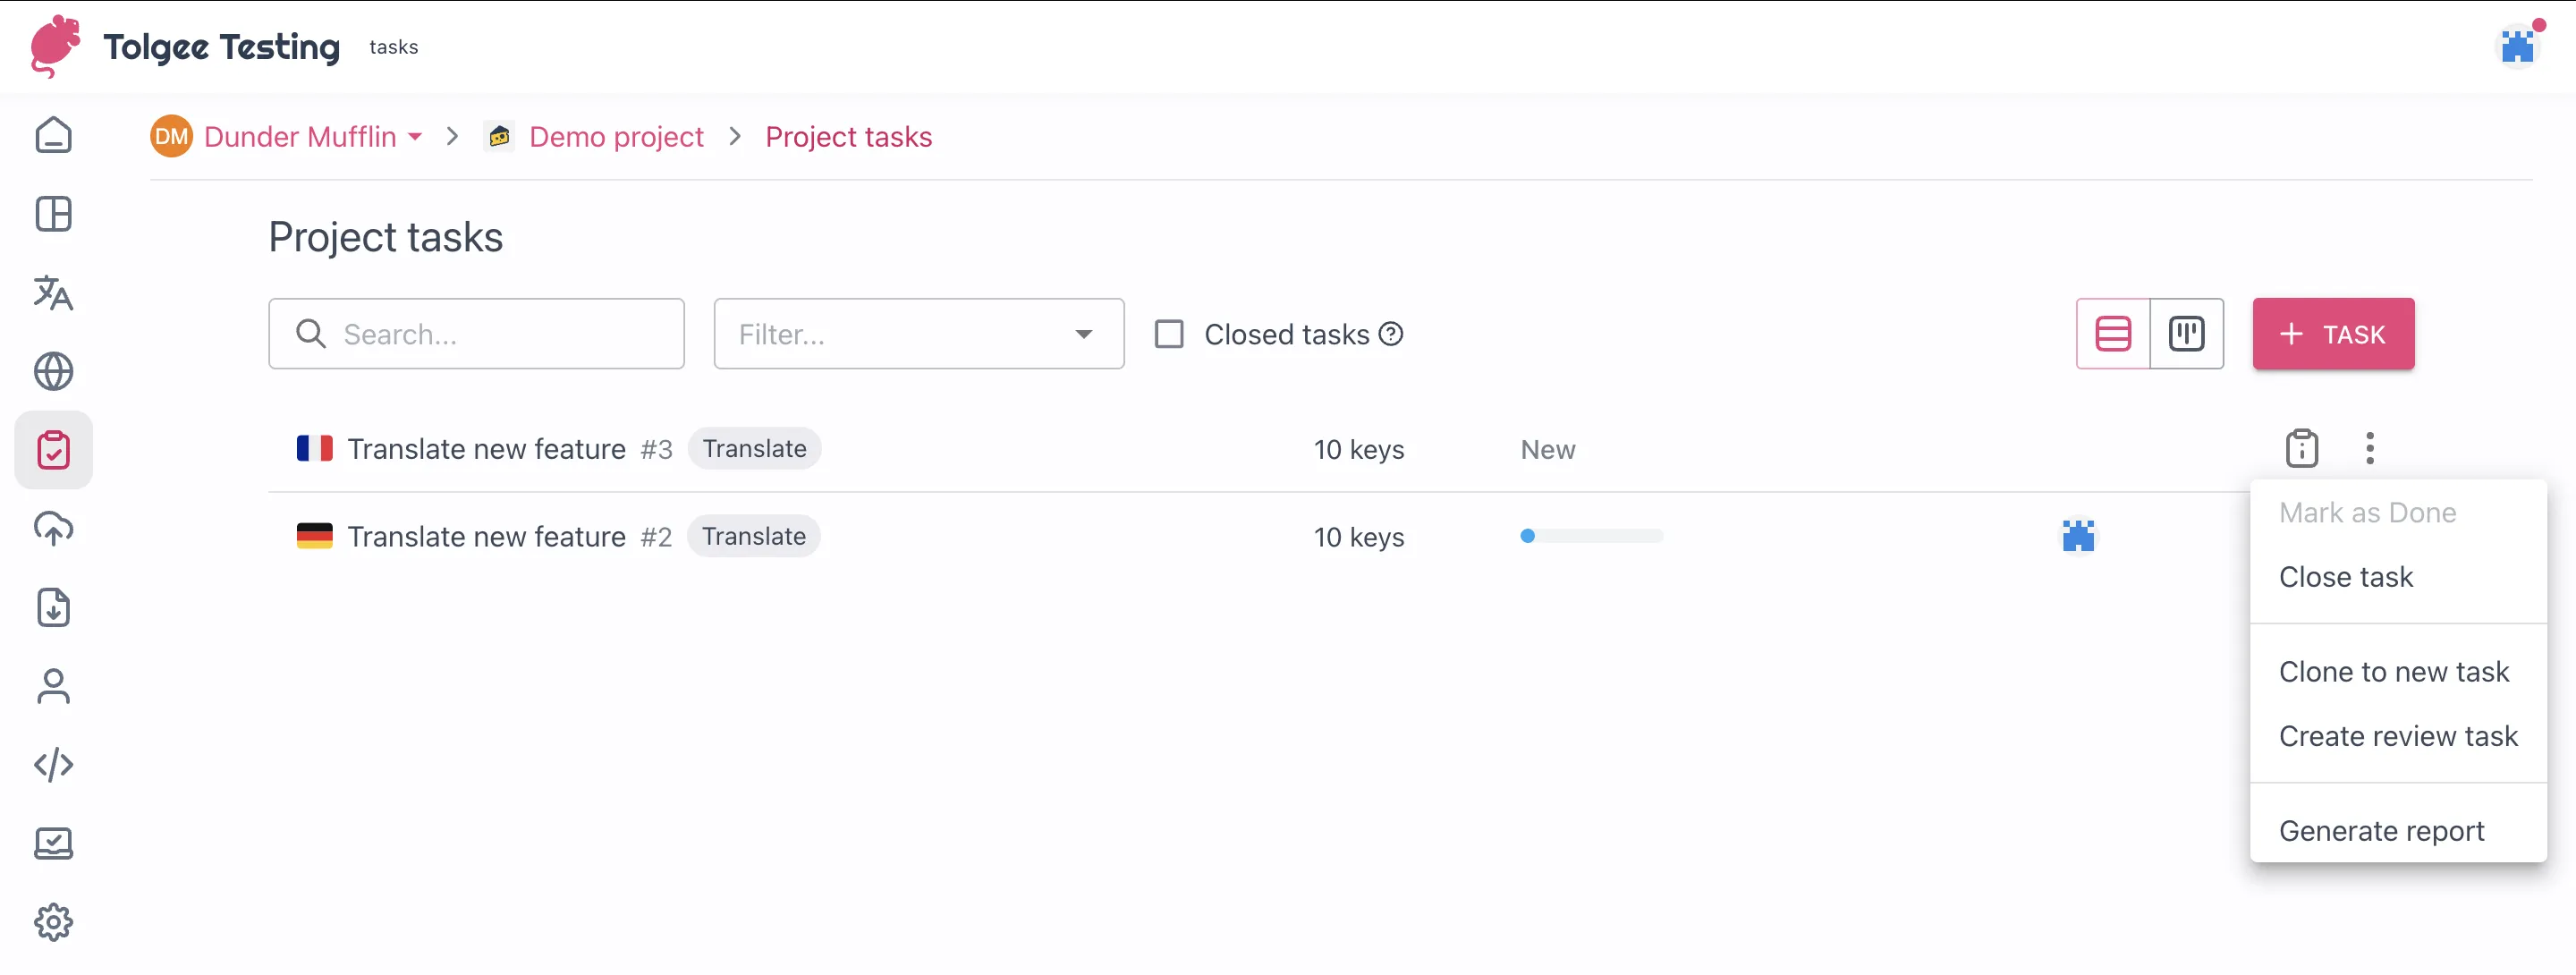 Tolgee Testing tasks
DM Dunder Mufflin > Demo project > Project tasks
Project tasks
Search...
Filter...
Closed tasks
+ TASK
Translate new feature #3 Translate 10 keys New
Translate new feature #2 Translate 10 keys
Mark as Done
Close task
Clone to new task
Create review task
Generate report